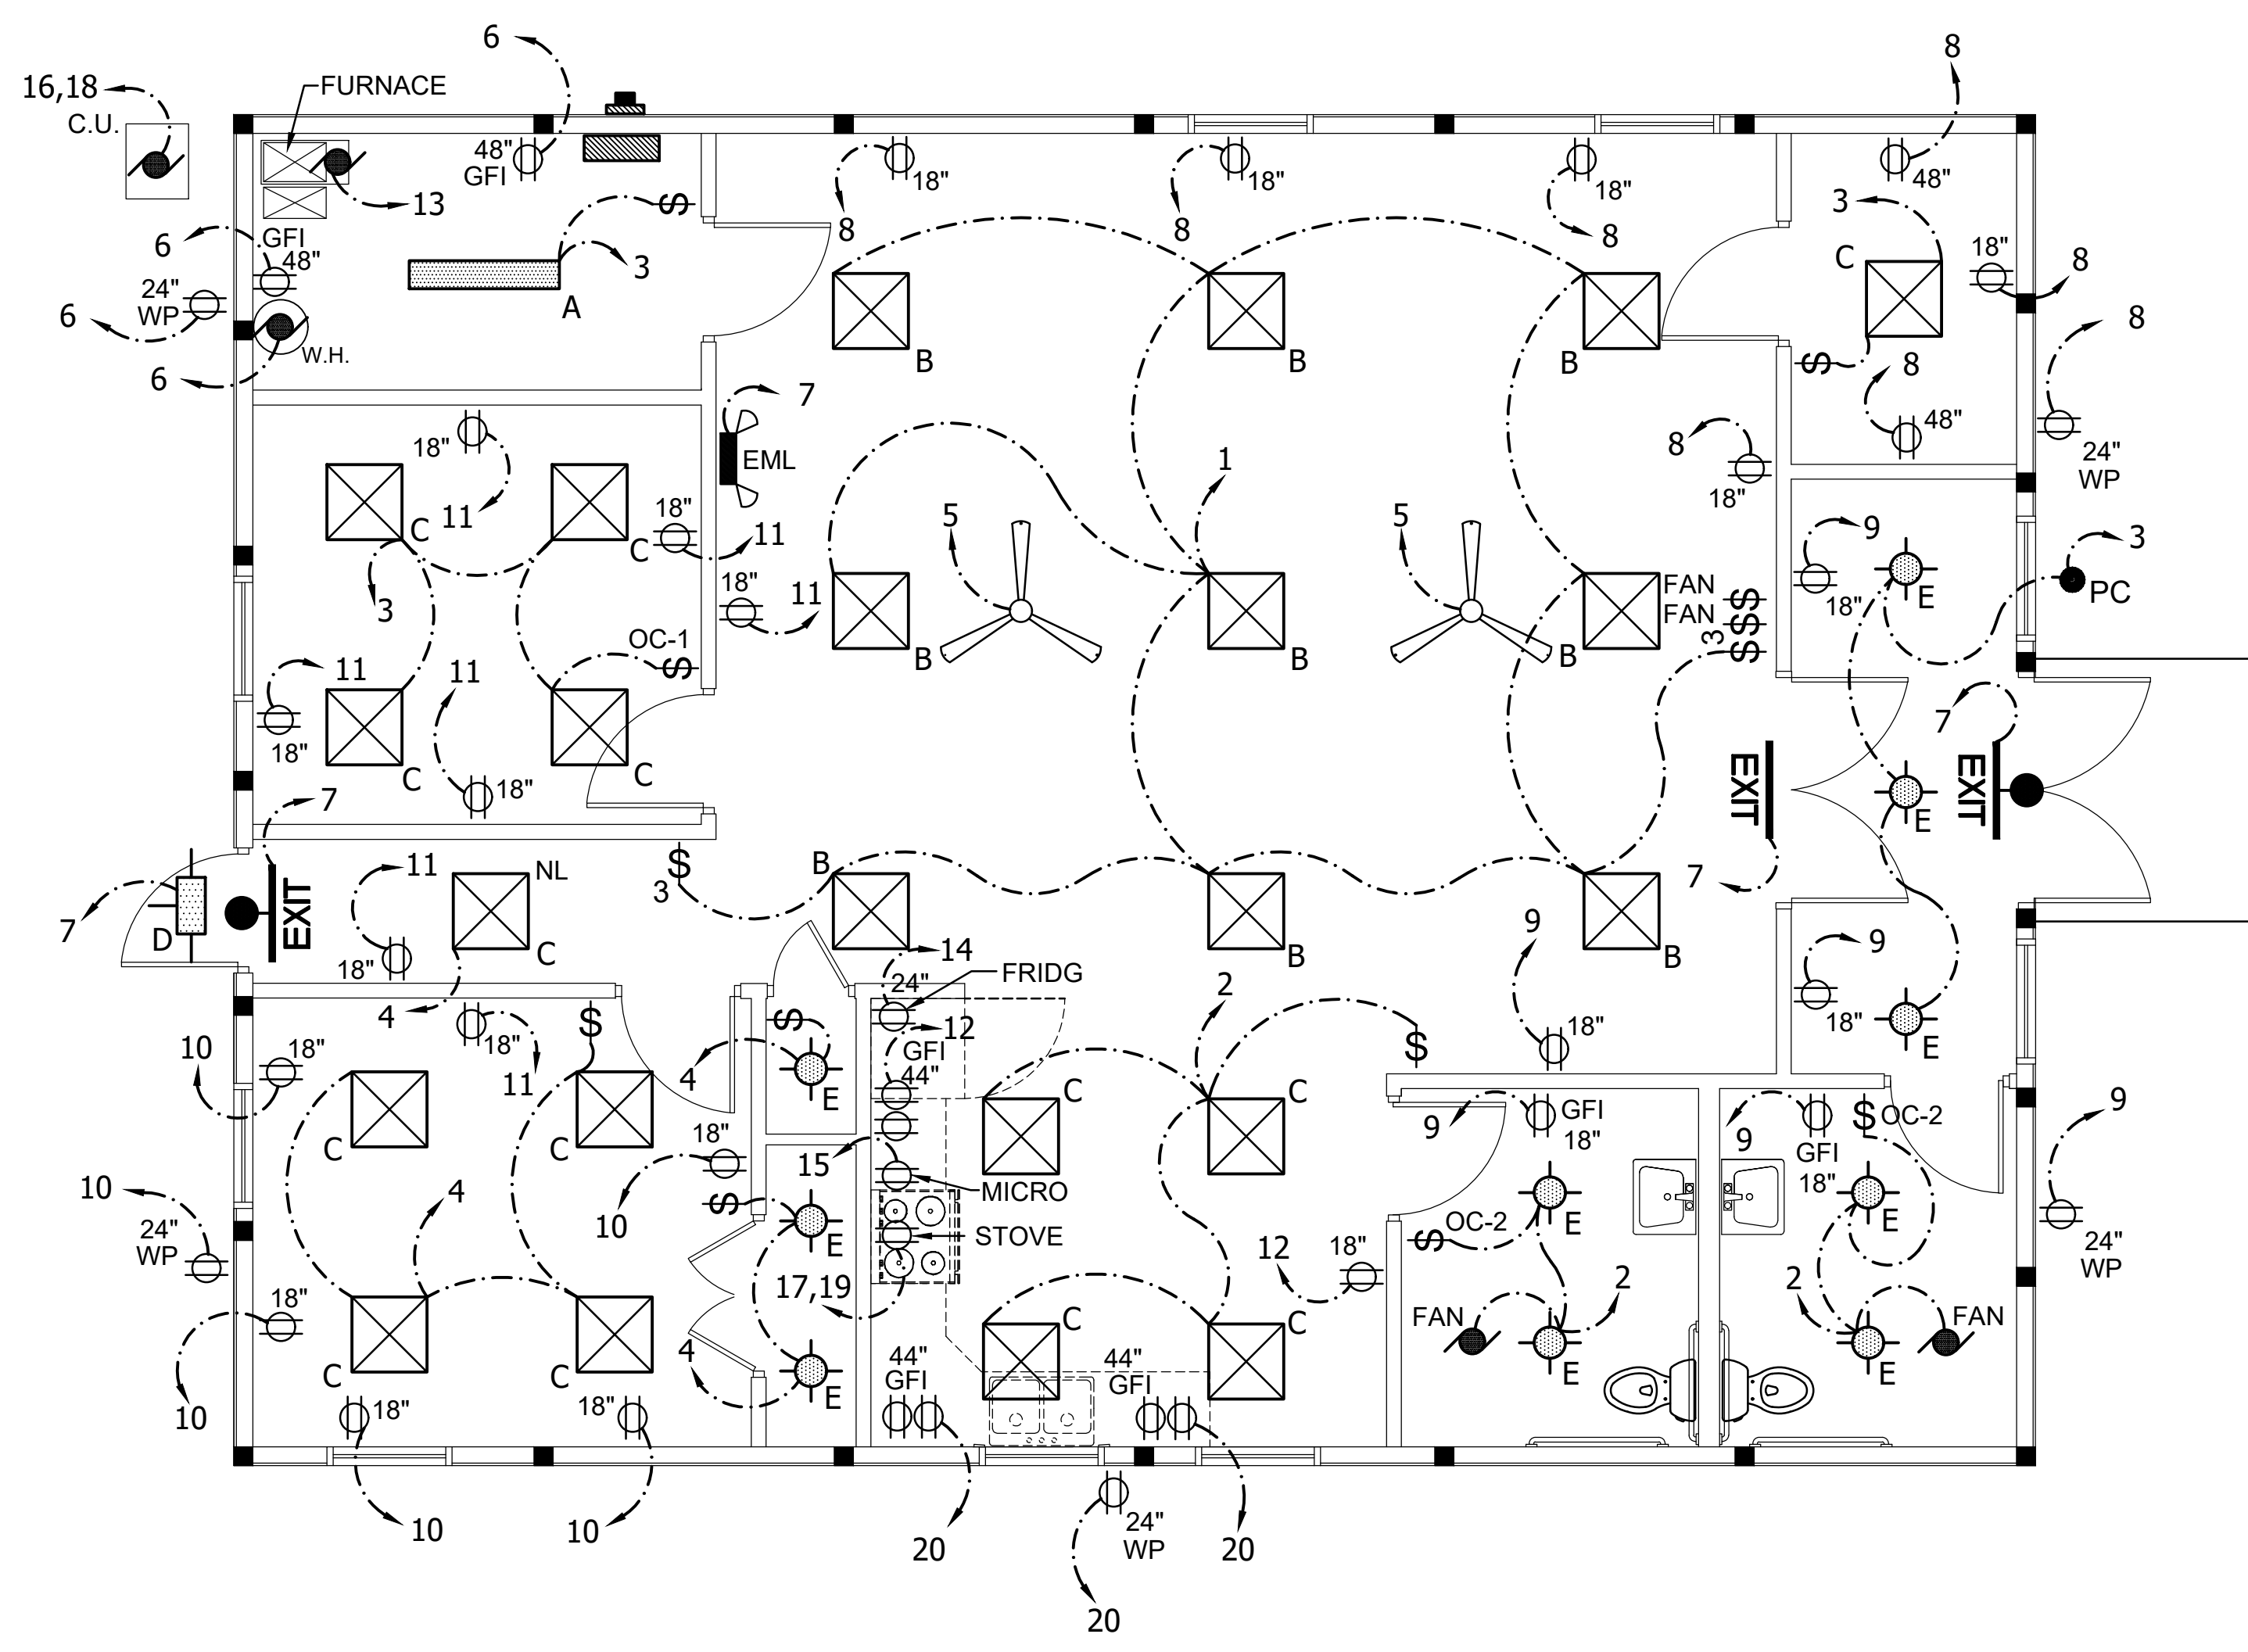 6
8
16,18
C.U.
FURNACE
48"
GFI
18"
18"
18"
48"
13
3
8
8
8
6
GFI
48"
3
18"
C
8
24"
WP
6
A
8
W.H.
6
B
B
B
8
7
48"
18"
8
24"
WP
EML
18"
C
11
1
18"
C
11
5
5
9
3
3
18"
11
FAN
FAN
3
18"
E
PC
OC-1
B
B
B
11
11
18"
C
C
7
EXIT
EXIT
18"
7
E
$
3
B
11
NL
7
7
D
EXIT
C
18"
9
9
14
B
B
24"
FRIDG
2
18"
4
$
18"
12
GFI
44"
18"
$
E
10
18"
11
4
E
C
C
9
GFI
18"
9
GFI
18"
$
OC-2
9
C
C
18"
15
MICRO
10
4
10
24"
WP
OC-2
E
E
24"
WP
STOVE
E
12
18"
17,19
2
2
18"
C
C
FAN
FAN
4
44"
GFI
44"
GFI
E
E
C
C
E
10
18"
18"
10
10
20
24"
WP
20
20